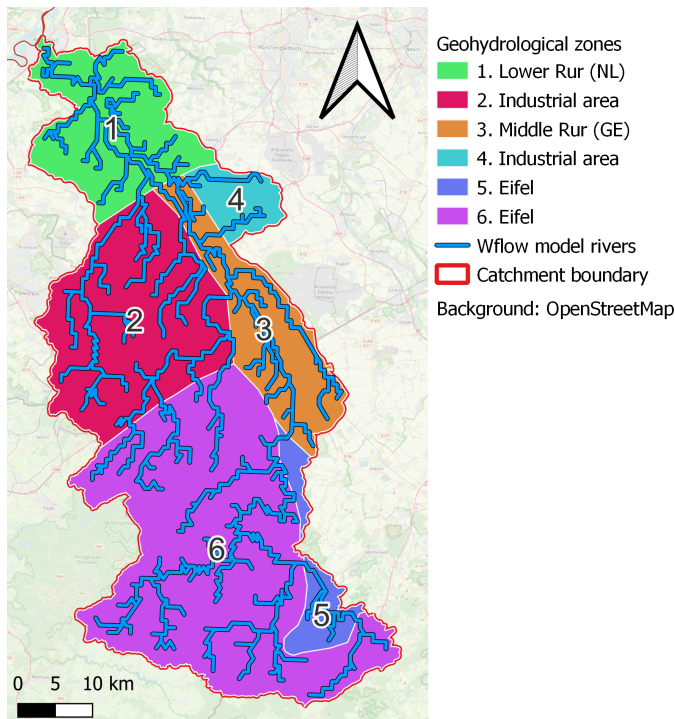 Geohydrological zones
1. Lower Rur (NL)
2. Industrial area
3. Middle Rur (GE)
4. Industrial area
5. Eifel
6. Eifel
Wflow model rivers
Catchment boundary
Background: OpenStreetMap
1
4
2
3
6
5
0 5 10 km